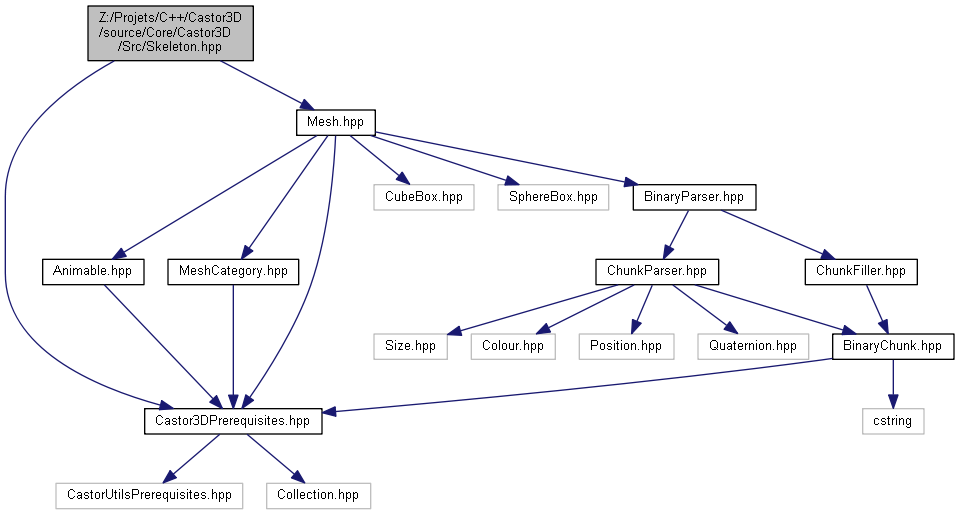 Z:/Projets/C++/Castor3D
/source/Core/Castor3D
/Src/Skeleton.hpp
Mesh.hpp
CubeBox.hpp
SphereBox.hpp
BinaryParser.hpp
Animable.hpp
MeshCategory.hpp
ChunkParser.hpp
ChunkFiller.hpp
Size.hpp
Colour.hpp
Position.hpp
Quaternion.hpp
BinaryChunk.hpp
Castor3DPrerequisites.hpp
cstring
CastorUtilsPrerequisites.hpp
Collection.hpp